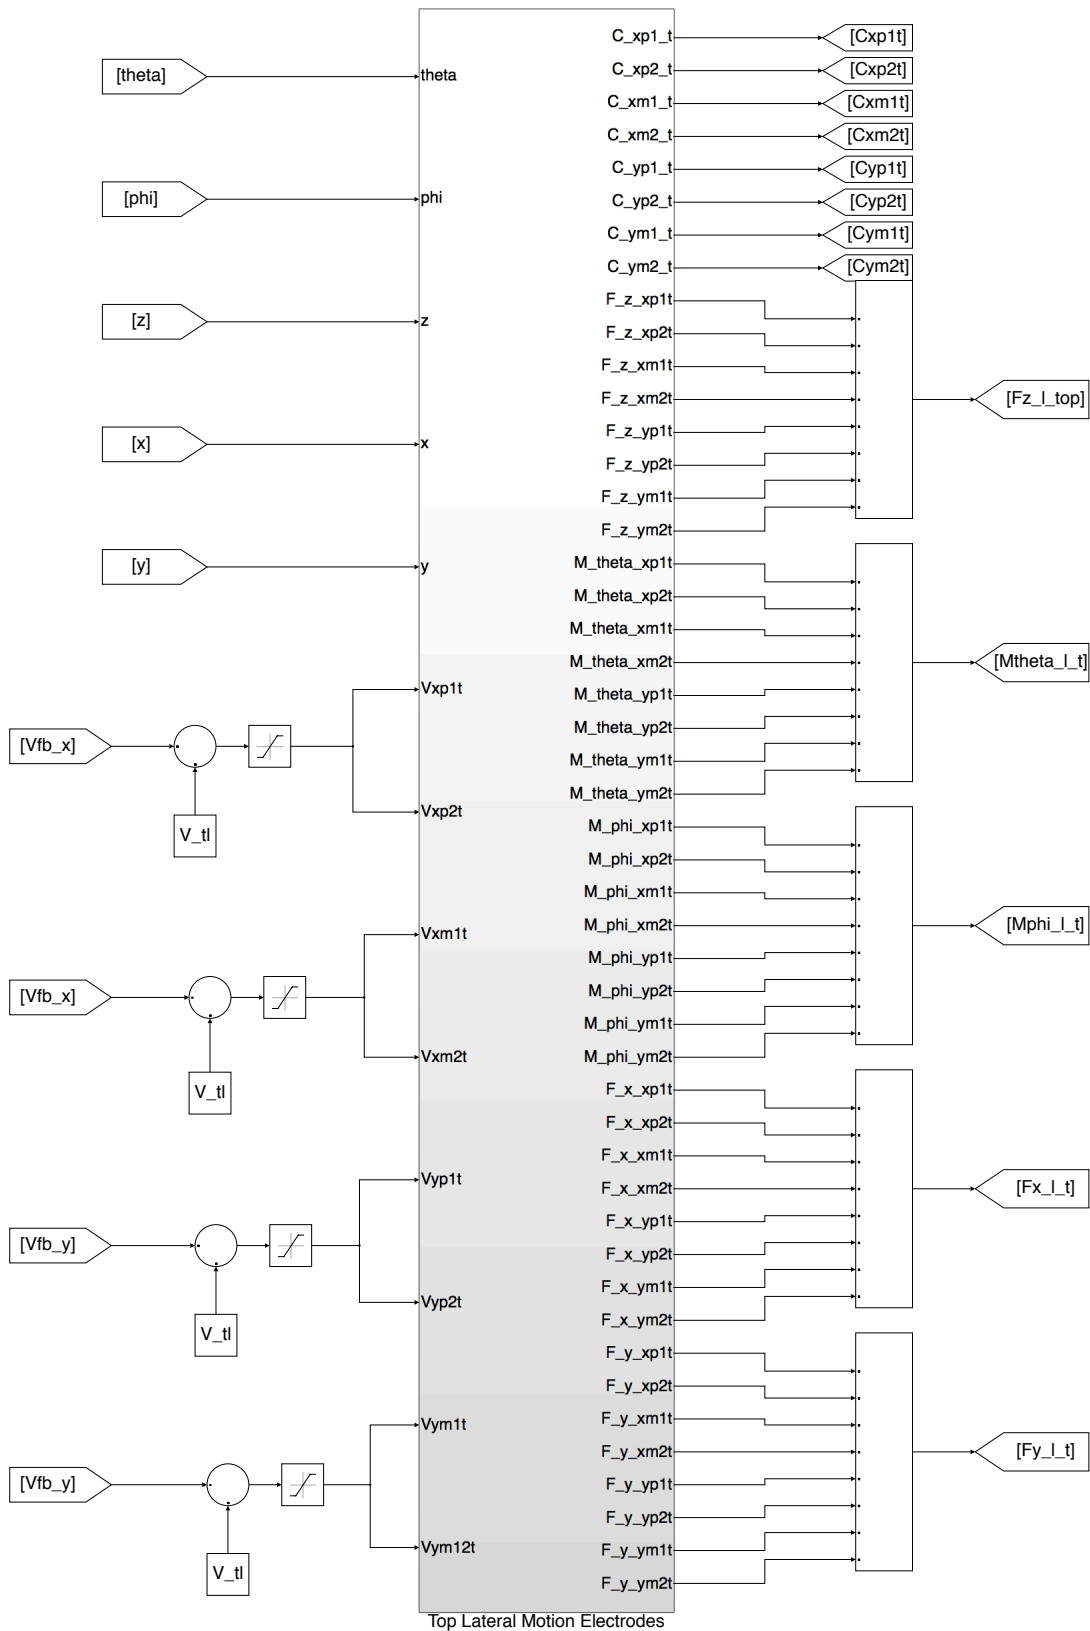 [theta]
[phi]
[z]
[x]
[y]
[Vfb_x]
V_tl
[Vfb_x]
V_tl
[Vfb_y]
V_tl
[Vfb_y]
V_tl
theta
phi
z
x
y
Vxp1t
Vxp2t
Vxm1t
Vxm2t
Vyp1t
Vyp2t
Vym1t
Vym12t
C_xp1_t
C_xp2_t
C_xm1_t
C_xm2_t
C_yp1_t
C_yp2_t
C_ym1_t
C_ym2_t
F_z_xp1t
F_z_xp2t
F_z_xm1t
F_z_xm2t
F_z_yp1t
F_z_yp2t
F_z_ym1t
F_z_ym2t
M_theta_xp1t
M_theta_xp2t
M_theta_xm1t
M_theta_xm2t
M_theta_yp1t
M_theta_yp2t
M_theta_ym1t
M_theta_ym2t
M_phi_xp1t
M_phi_xp2t
M_phi_xm1t
M_phi_xm2t
M_phi_yp1t
M_phi_yp2t
M_phi_ym1t
M_phi_ym2t
F_x_xp1t
F_x_xp2t
F_x_xm1t
F_x_xm2t
F_x_yp1t
F_x_yp2t
F_x_ym1t
F_x_ym2t
F_y_xp1t
F_y_xp2t
F_y_xm1t
F_y_xm2t
F_y_yp1t
F_y_yp2t
F_y_ym1t
F_y_ym2t
[Cxp1t]
[Cxp2t]
[Cxm1t]
[Cxm2t]
[Cyp1t]
[Cyp2t]
[Cym1t]
[Cym2t]
[Fz_l_top]
[Mtheta_l_t]
[Mphi_l_t]
[Fx_l_t]
[Fy_l_t]
Top Lateral Motion Electrodes